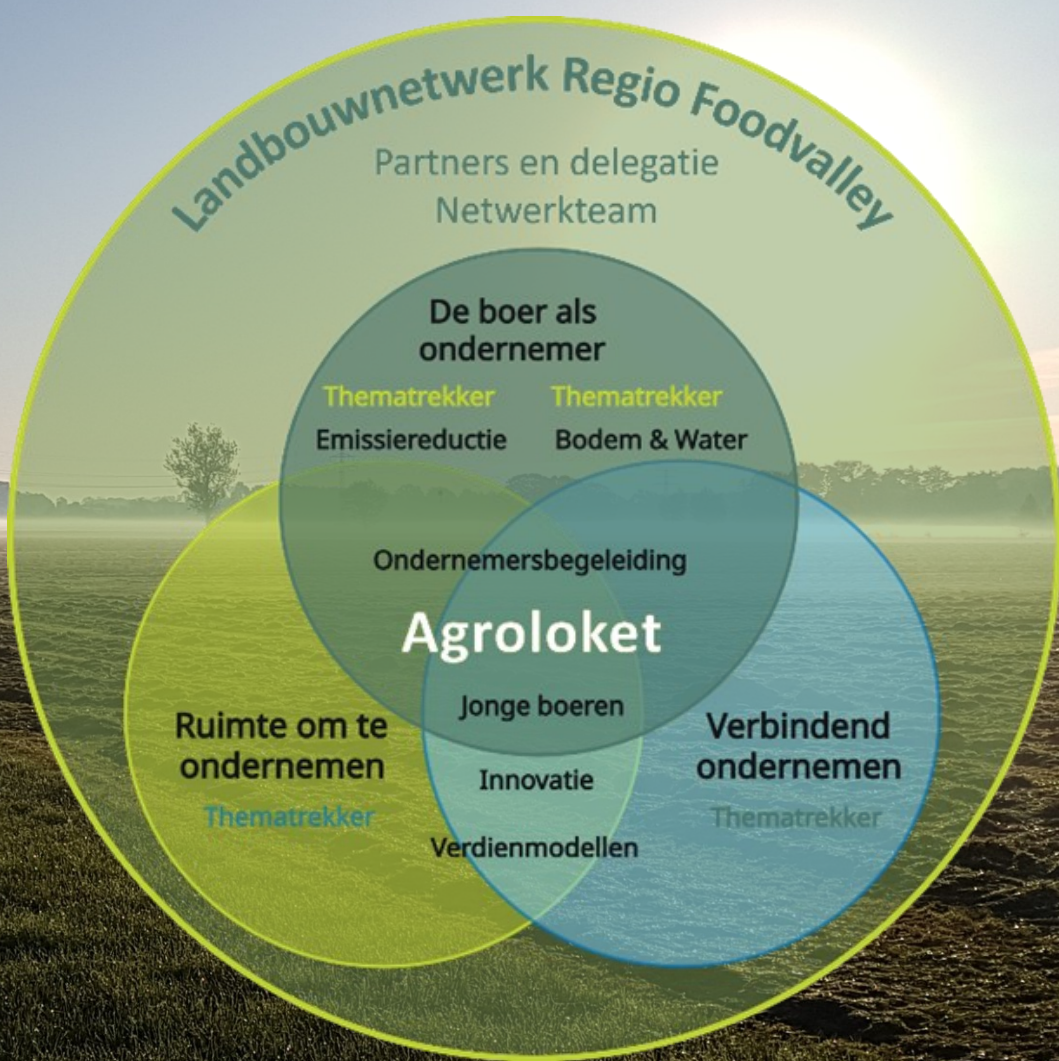 Landbouwnetwerk Regio Foodvalley
Partners en delegatie
Netwerkteam
De boer als
ondernemer
Thematrekker Thematrekker
Emissiereductie Bodem & Water
Ondernemersbegeleiding
Agroloket
Jonge boeren
Ruimte om te
ondernemen
Thematrekker
Innovatie
Verdienmodellen
Verbindend
ondernemen
Thematrekker